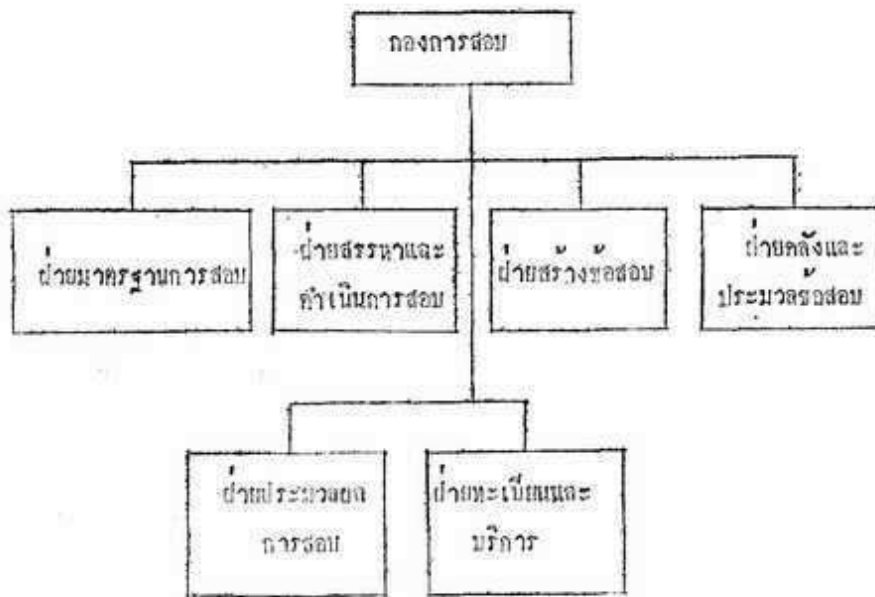 กองการสอบ
ฝ่ายมาตรฐานการสอบ
ฝ่ายสรรหาและ
ดำเนินการสอบ
ฝ่ายสร้างข้อสอบ
ฝ่ายคลังและ
ประมวลข้อสอบ
ฝ่ายประมวลผล
การสอบ
ฝ่ายทะเบียนและ
บริการ